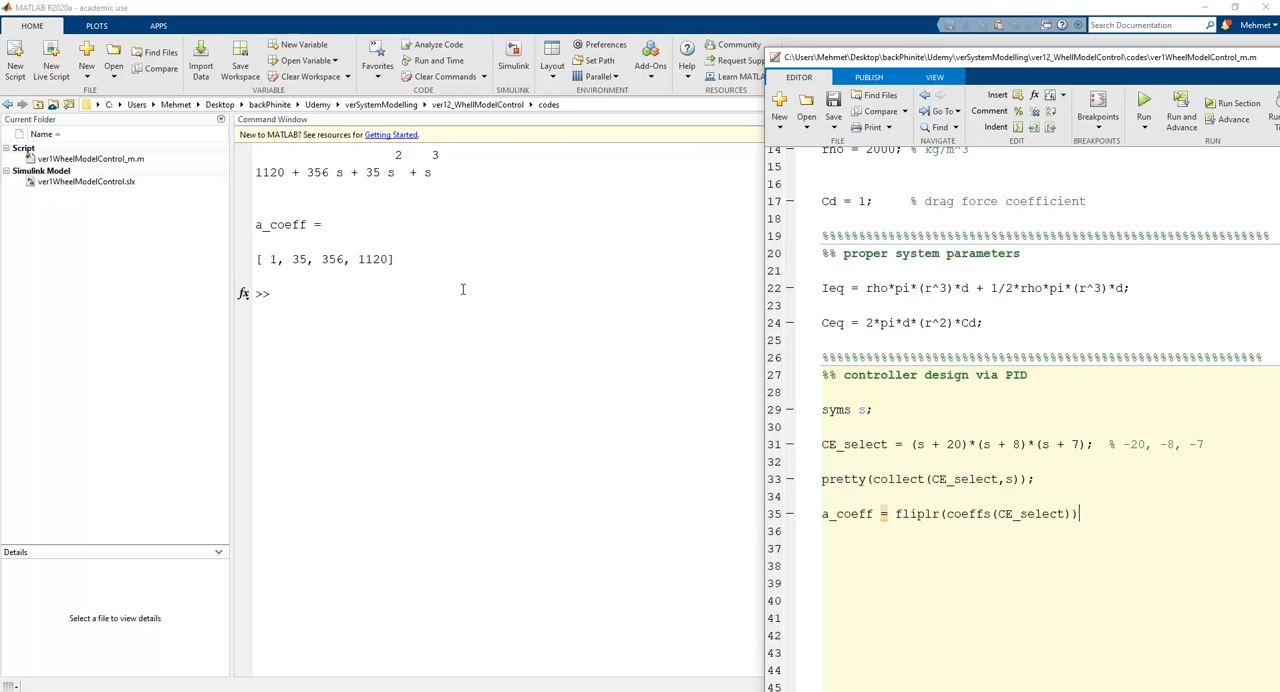 MATLAB R2020a - academic use
HOME PLOTS APPS
Search Documentation Mehmet
New Script New Live Script New Open Find Files Compare
FILE
Import Data Save Workspace New Variable Open Variable Clear Workspace
VARIABLE
Favorites Analyze Code Run and Time Clear Commands
CODE
Simulink
SIMULINK
Layout Preferences Set Path Parallel Add-Ons
ENVIRONMENT
Help Community Request Supp Learn MATL
RESOURCES
C: Users Mehmet Desktop backPhinite Udemy verSystemModelling ver12_WhellModelControl codes
Current Folder
Name
Script
ver1WheelModelControl_m.m
Simulink Model
ver1WheelModelControl.slx
Details
Select a file to view details
Command Window
New to MATLAB? See resources for Getting Started.
2 3
1120 + 356 s + 35 s + s
a_coeff =
[ 1, 35, 356, 1120]
fx >>
C:\Users\Mehmet\Desktop\backPhinite\Udemy\verSystemModelling\ver12_WhellModelControl\codes\ver1WheelModelControl_m.m
EDITOR PUBLISH VIEW
New Open Save Find Files Compare Print
FILE
Go To Find
NAVIGATE
Insert fx
Comment %
Indent
EDIT
Breakpoints
BREAKPOINTS
Run Run and Advance Run Section Advance Run
RUN
14 rho = 2000; % kg/m^3
15
16
17 Cd = 1; % drag force coefficient
18
19 %%%%%%%%%%%%%%%%%%%%%%%%%%%%%%%%%%%%%%%%%%%%%%%%%%%%%%%%%%%%%
20 %% proper system parameters
21
22 Ieq = rho*pi*(r^3)*d + 1/2*rho*pi*(r^3)*d;
23
24 Ceq = 2*pi*d*(r^2)*Cd;
25
26 %%%%%%%%%%%%%%%%%%%%%%%%%%%%%%%%%%%%%%%%%%%%%%%%%%%%%%%%%%%%
27 %% controller design via PID
28
29 syms s;
30
31 CE_select = (s + 20)*(s + 8)*(s + 7); % -20, -8, -7
32
33 pretty(collect(CE_select,s));
34
35 a_coeff = fliplr(coeffs(CE_select))
36
37
38
39
40
41
42
43
44
45